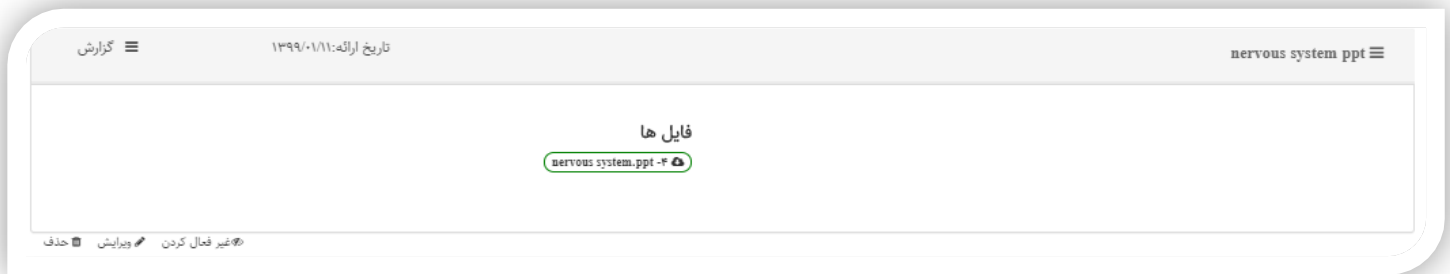 nervous system ppt
تاریخ ارائه:۱۳۹۹/۰۱/۱۱
گزارش
فایل ها
۴- nervous system.ppt
غیر فعال کردن ویرایش حذف